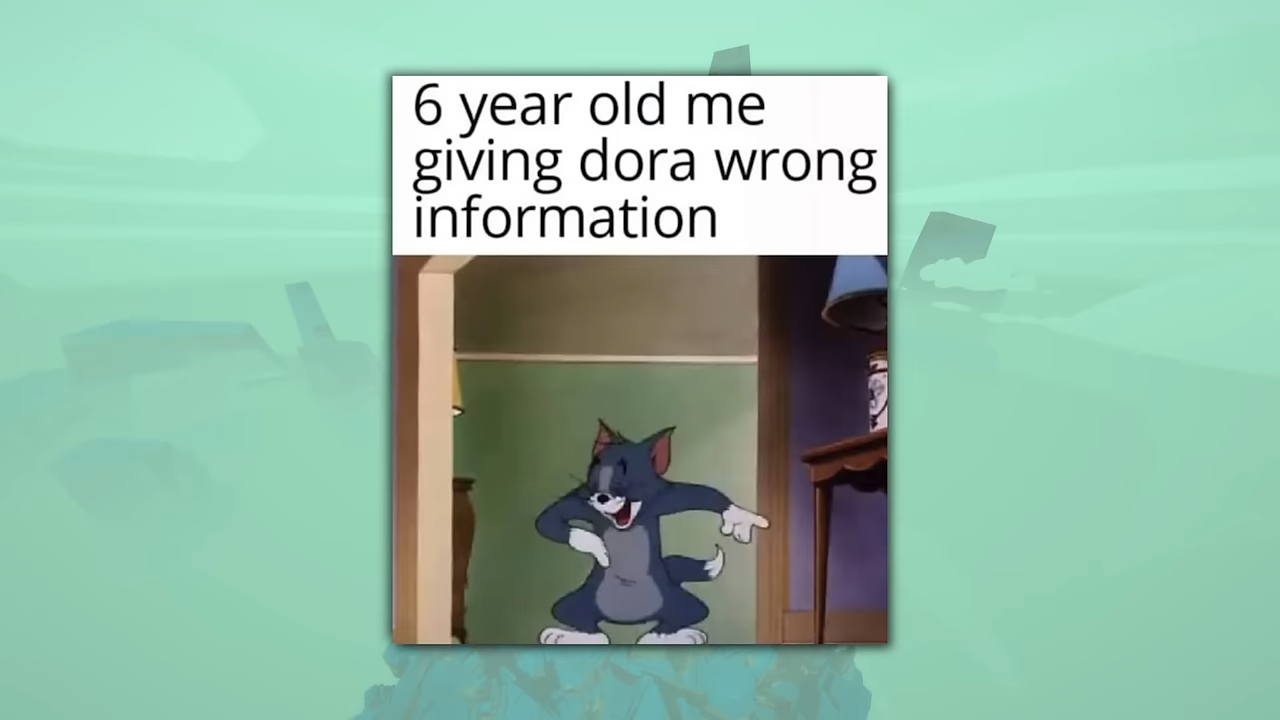 6 year old me
giving dora wrong
information